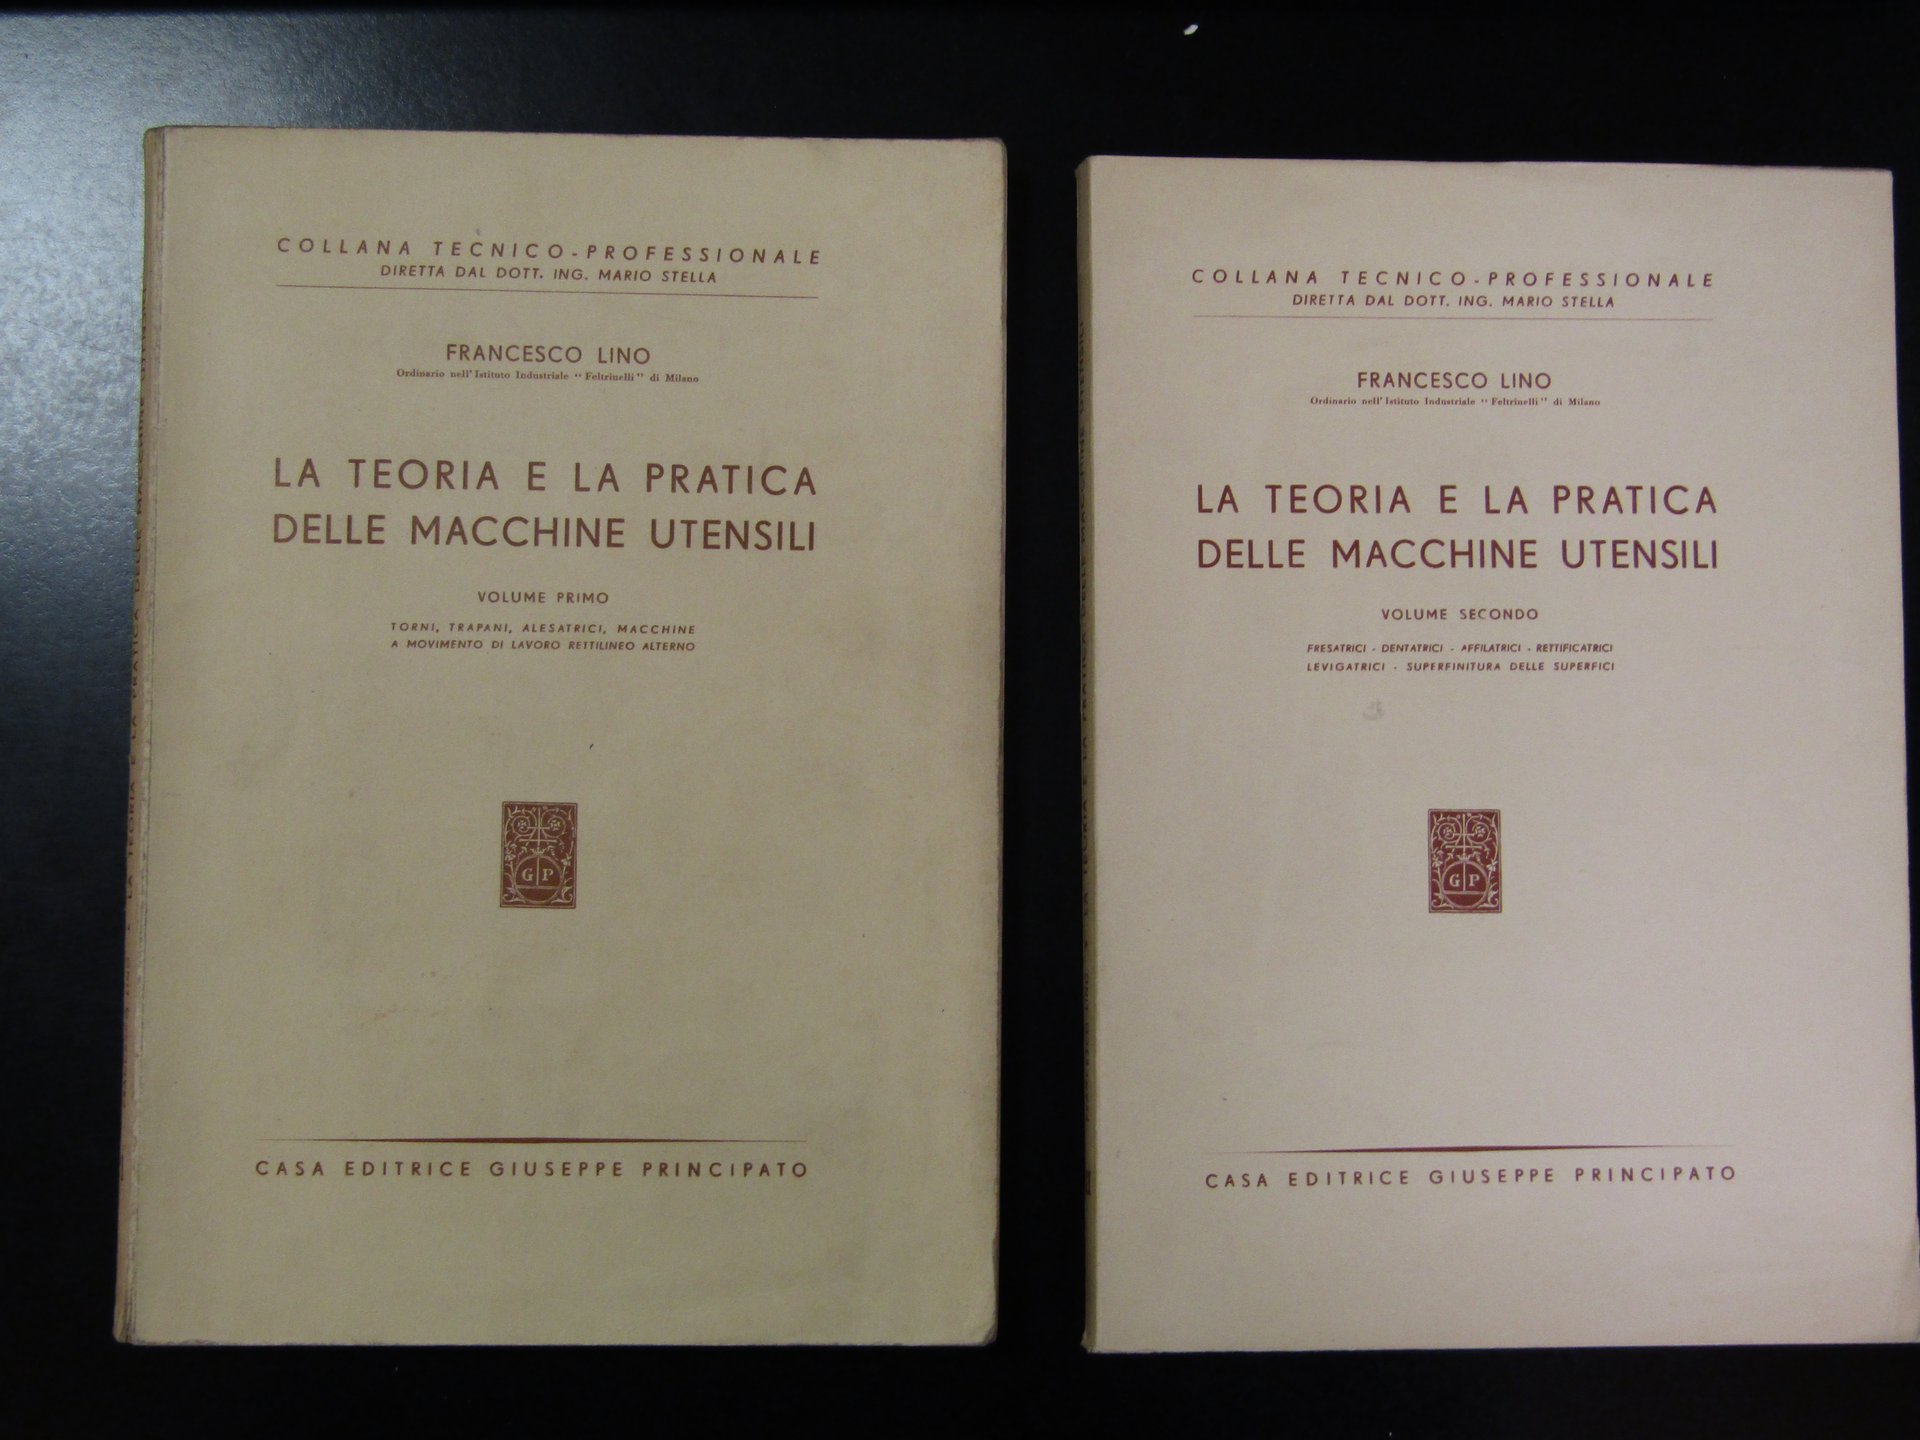 COLLANA TECNICO-PROFESSIONALE
DIRETTA DAL DOTT. ING. MARIO STELLA
FRANCESCO LINO
Ordinario nell' Istituto Industriale "Feltrinelli" di Milano
LA TEORIA E LA PRATICA
DELLE MACCHINE UTENSILI
VOLUME PRIMO
TORNI, TRAPANI, ALESATRICI, MACCHINE
A MOVIMENTO DI LAVORO RETTILINEO ALTERNO
G P
CASA EDITRICE GIUSEPPE PRINCIPATO
COLLANA TECNICO-PROFESSIONALE
DIRETTA DAL DOTT. ING. MARIO STELLA
FRANCESCO LINO
Ordinario nell' Istituto Industriale "Feltrinelli" di Milano
LA TEORIA E LA PRATICA
DELLE MACCHINE UTENSILI
VOLUME SECONDO
FRESATRICI - DENTATRICI - AFFILATRICI - RETTIFICATRICI
LEVIGATRICI - SUPERFINITURA DELLE SUPERFICI
G P
CASA EDITRICE GIUSEPPE PRINCIPATO